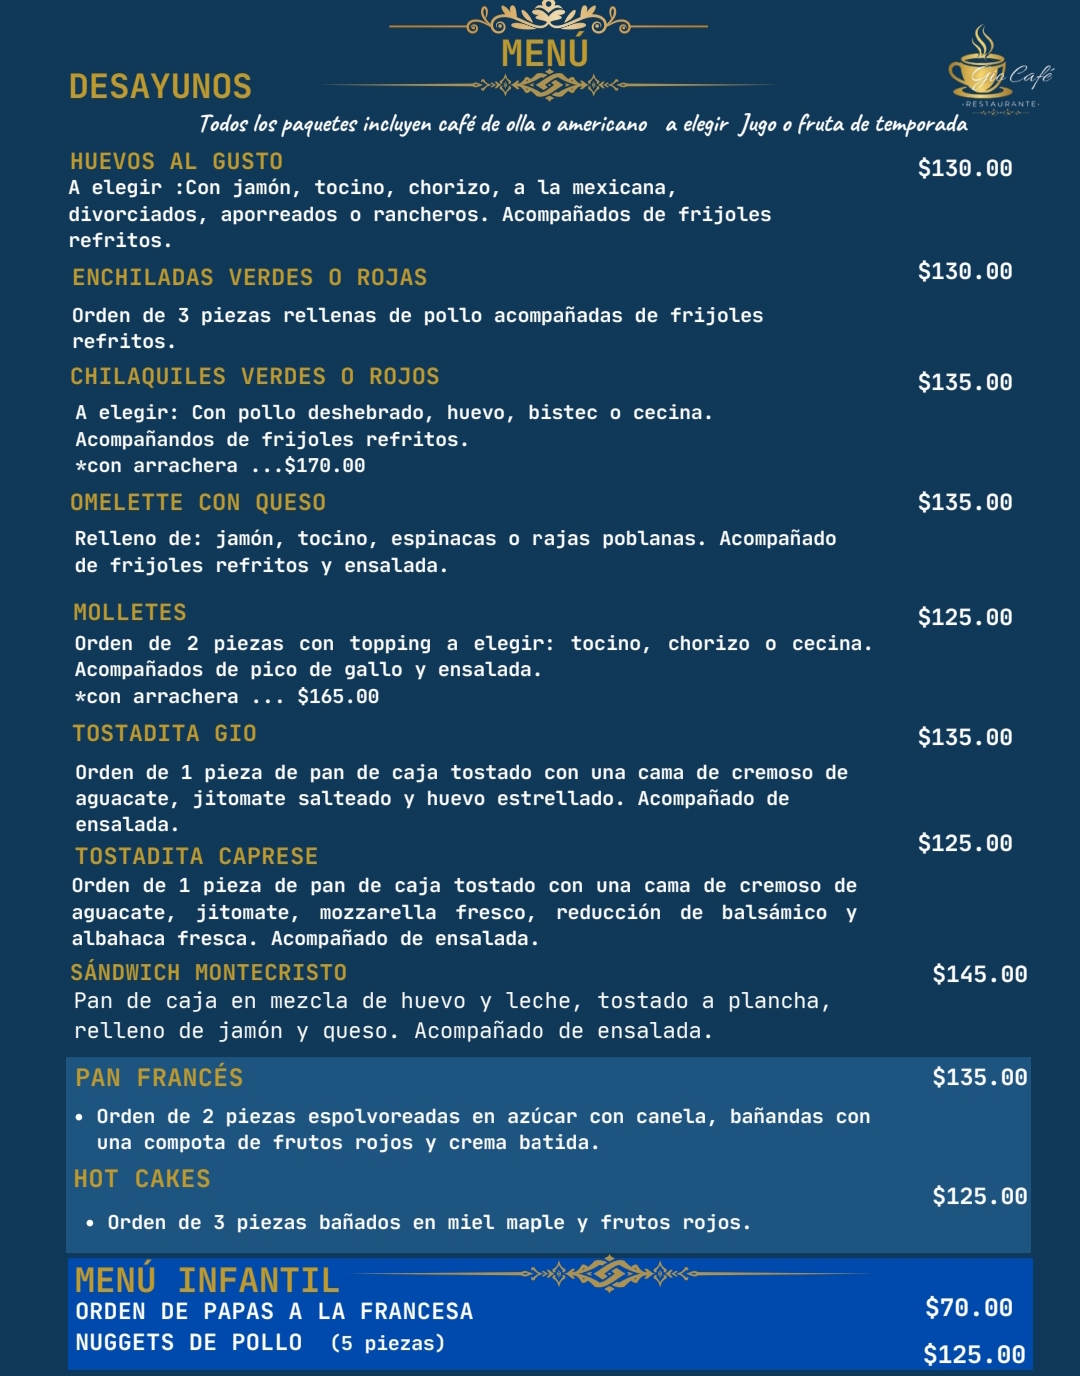 MENÚ
Gio Café
·RESTAURANTE·
DESAYUNOS
Todos los paquetes incluyen café de olla o americano a elegir Jugo o fruta de temporada
HUEVOS AL GUSTO $130.00
A elegir :Con jamón, tocino, chorizo, a la mexicana,
divorciados, aporreados o rancheros. Acompañados de frijoles
refritos.
ENCHILADAS VERDES O ROJAS $130.00
Orden de 3 piezas rellenas de pollo acompañadas de frijoles
refritos.
CHILAQUILES VERDES O ROJOS $135.00
A elegir: Con pollo deshebrado, huevo, bistec o cecina.
Acompañandos de frijoles refritos.
*con arrachera ...$170.00
OMELETTE CON QUESO $135.00
Relleno de: jamón, tocino, espinacas o rajas poblanas. Acompañado
de frijoles refritos y ensalada.
MOLLETES $125.00
Orden de 2 piezas con topping a elegir: tocino, chorizo o cecina.
Acompañados de pico de gallo y ensalada.
*con arrachera ... $165.00
TOSTADITA GIO $135.00
Orden de 1 pieza de pan de caja tostado con una cama de cremoso de
aguacate, jitomate salteado y huevo estrellado. Acompañado de
ensalada.
TOSTADITA CAPRESE $125.00
Orden de 1 pieza de pan de caja tostado con una cama de cremoso de
aguacate, jitomate, mozzarella fresco, reducción de balsámico y
albahaca fresca. Acompañado de ensalada.
SÁNDWICH MONTECRISTO $145.00
Pan de caja en mezcla de huevo y leche, tostado a plancha,
relleno de jamón y queso. Acompañado de ensalada.
PAN FRANCÉS $135.00
• Orden de 2 piezas espolvoreadas en azúcar con canela, bañandas con
una compota de frutos rojos y crema batida.
HOT CAKES $125.00
• Orden de 3 piezas bañados en miel maple y frutos rojos.
MENÚ INFANTIL
ORDEN DE PAPAS A LA FRANCESA $70.00
NUGGETS DE POLLO (5 piezas) $125.00